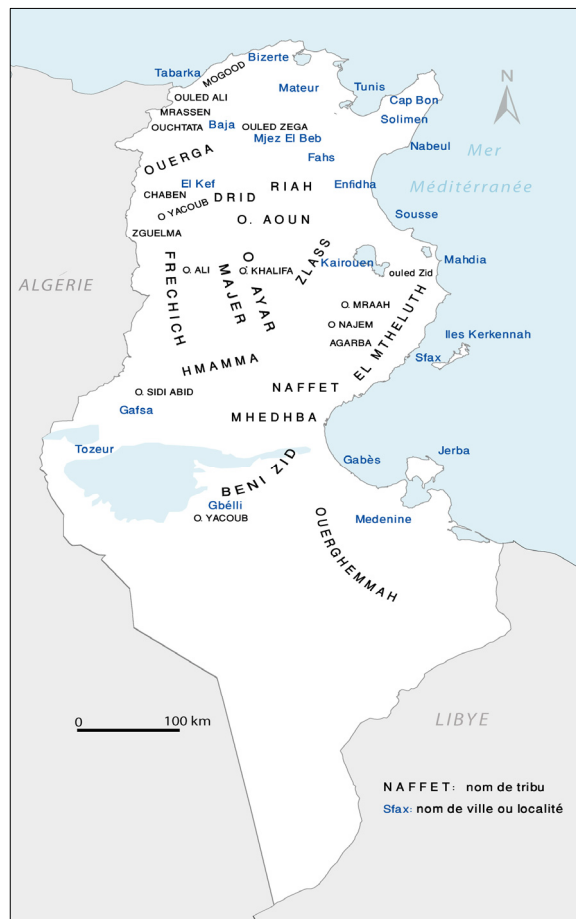 Bizerte
Tabarka
MOGOOD
Mateur
Tunis
OULED ALI
Cap Bon
MRASSEN
Solimen
OUCHTATA
Baja
OULED ZEGA
Mjez El Beb
Nabeul
Mer
Méditérranée
OUERGA
Fahs
El Kef
RIAH
Enfidha
CHABEN
DRID
O YACOUB
O. AOUN
Sousse
ZGUELMA
FRECHICH
O. ALI
MAJER
O AYAR
O. KHALIFA
ZLASS
Kairouen
Mahdia
ouled Zid
ALGÉRIE
O. MRAAH
O NAJEM
AGARBA
EL MTHELUTH
Iles Kerkennah
Sfax
HMAMMA
NAFFET
O. SIDI ABID
Gafsa
MHEDHBA
Tozeur
BENI ZID
Gabès
Jerba
Gbélli
O. YACOUB
Medenine
OUERGHEMMAH
0 100 km
LIBYE
NAFFET: nom de tribu
Sfax: nom de ville ou localité
N